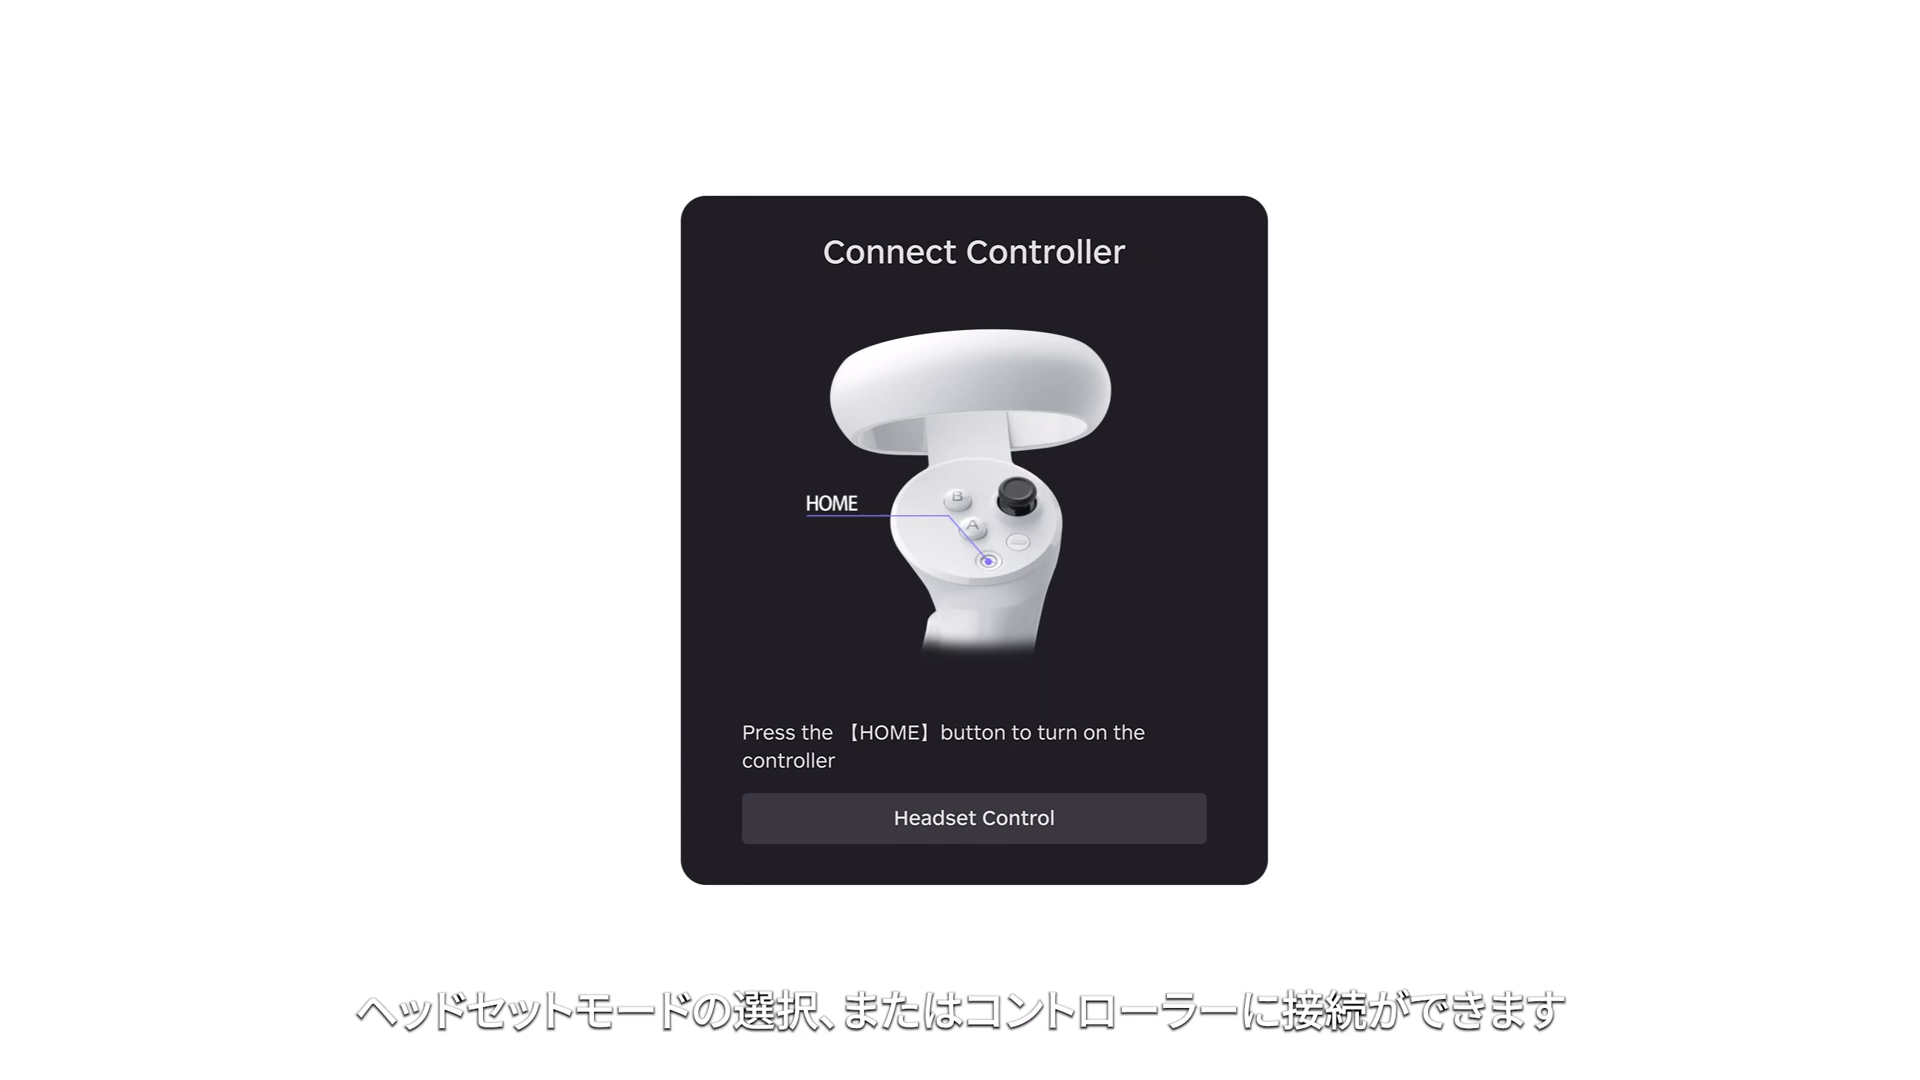 Connect Controller
HOME
B
A
Press the 【HOME】 button to turn on the
controller
Headset Control
ヘッドセットモードの選択、またはコントローラーに接続ができます